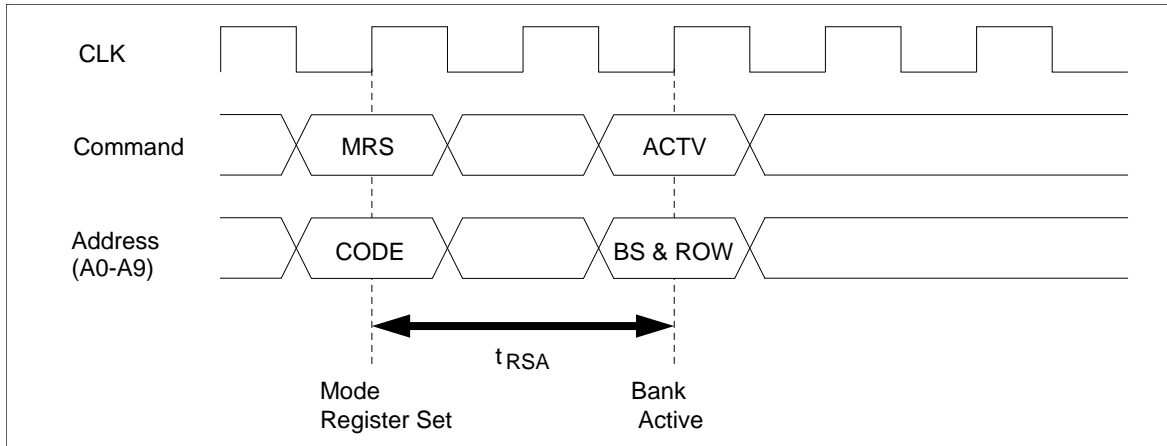 CLK
Command
MRS
ACTV
Address
(A0-A9)
CODE
BS & ROW
t RSA
Mode
Register Set
Bank
Active